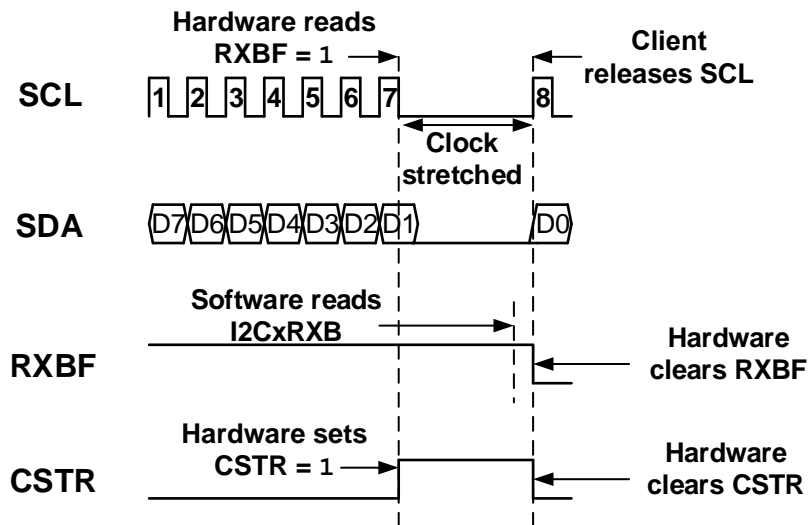 Hardware reads
RXBF = 1
Client
releases SCL
SCL
1 2 3 4 5 6 7 8
Clock
stretched
SDA
D7 D6 D5 D4 D3 D2 D1 D0
Software reads
I2CxRXB
RXBF
Hardware
clears RXBF
Hardware sets
CSTR = 1
CSTR
Hardware
clears CSTR